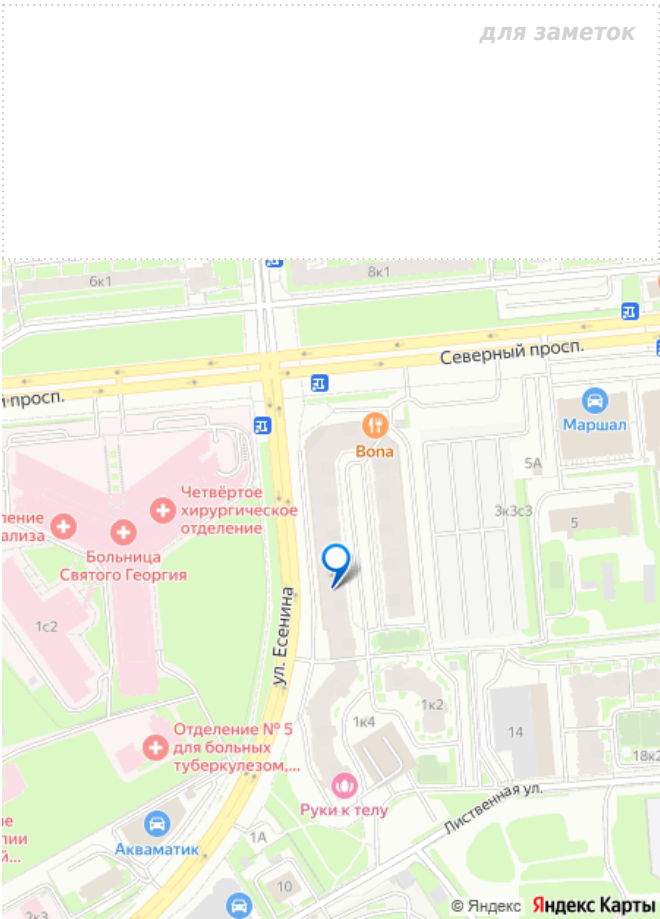 для заметок
6к1
8к1
Северный просп.
й просп.
Маршал
Вопа
5А
3к3с3
5
Четвёртое
хирургическое
отделение
ление
ализа
Больница
Святого Георгия
1с2
ул. Есенина
1к2
1к4
14
18к2
Отделение № 5
для больных
туберкулезом,...
Руки к телу
Лиственная ул.
Акваматик
1А
10
пии
й...
2к3
© Яндекс Яндекс Карты